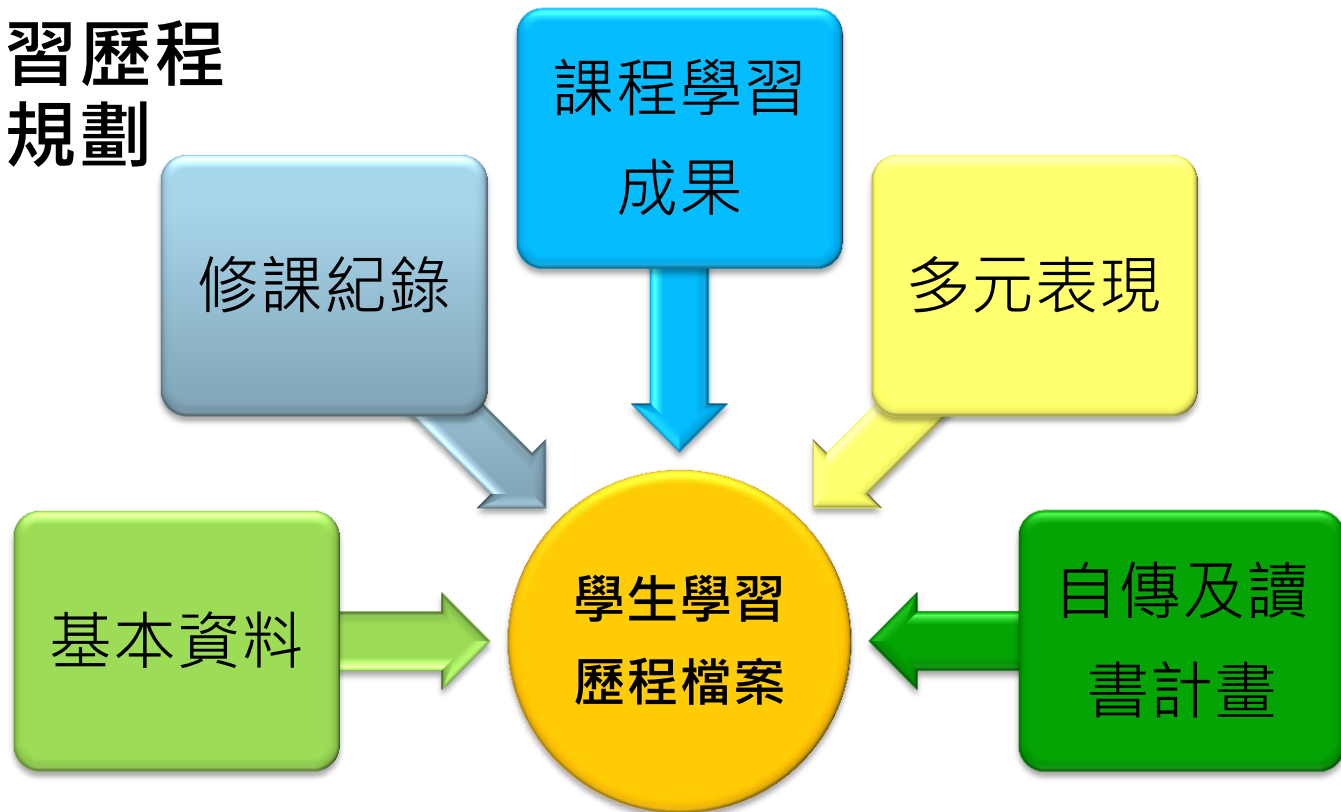 習歷程
規劃
課程學習
成果
修課紀錄
多元表現
基本資料
學生學習
歷程檔案
自傳及讀
書計畫